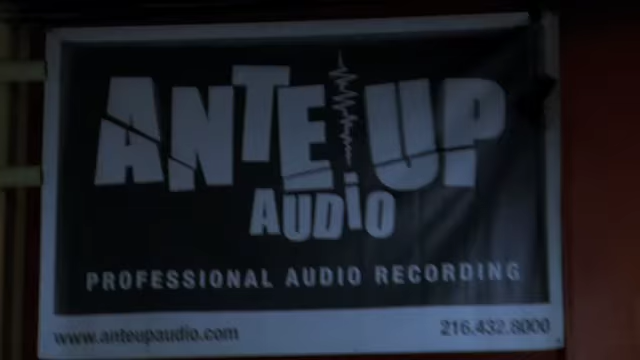 ANTE UP
AUDIO
PROFESSIONAL AUDIO RECORDING
www.anteupaudio.com 216.432.8000